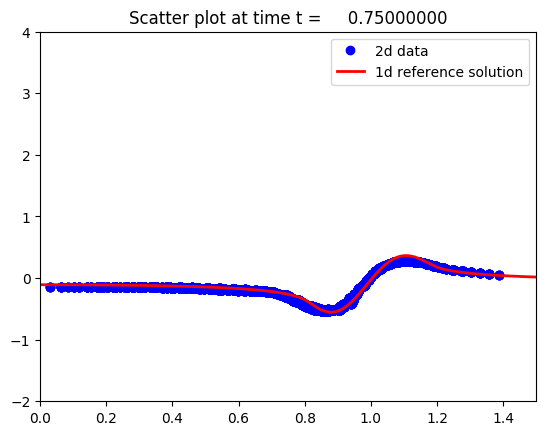 Scatter plot at time t =     0.75000000
2d data
1d reference solution
4
3
2
1
0
−1
−2
0.0 0.2 0.4 0.6 0.8 1.0 1.2 1.4